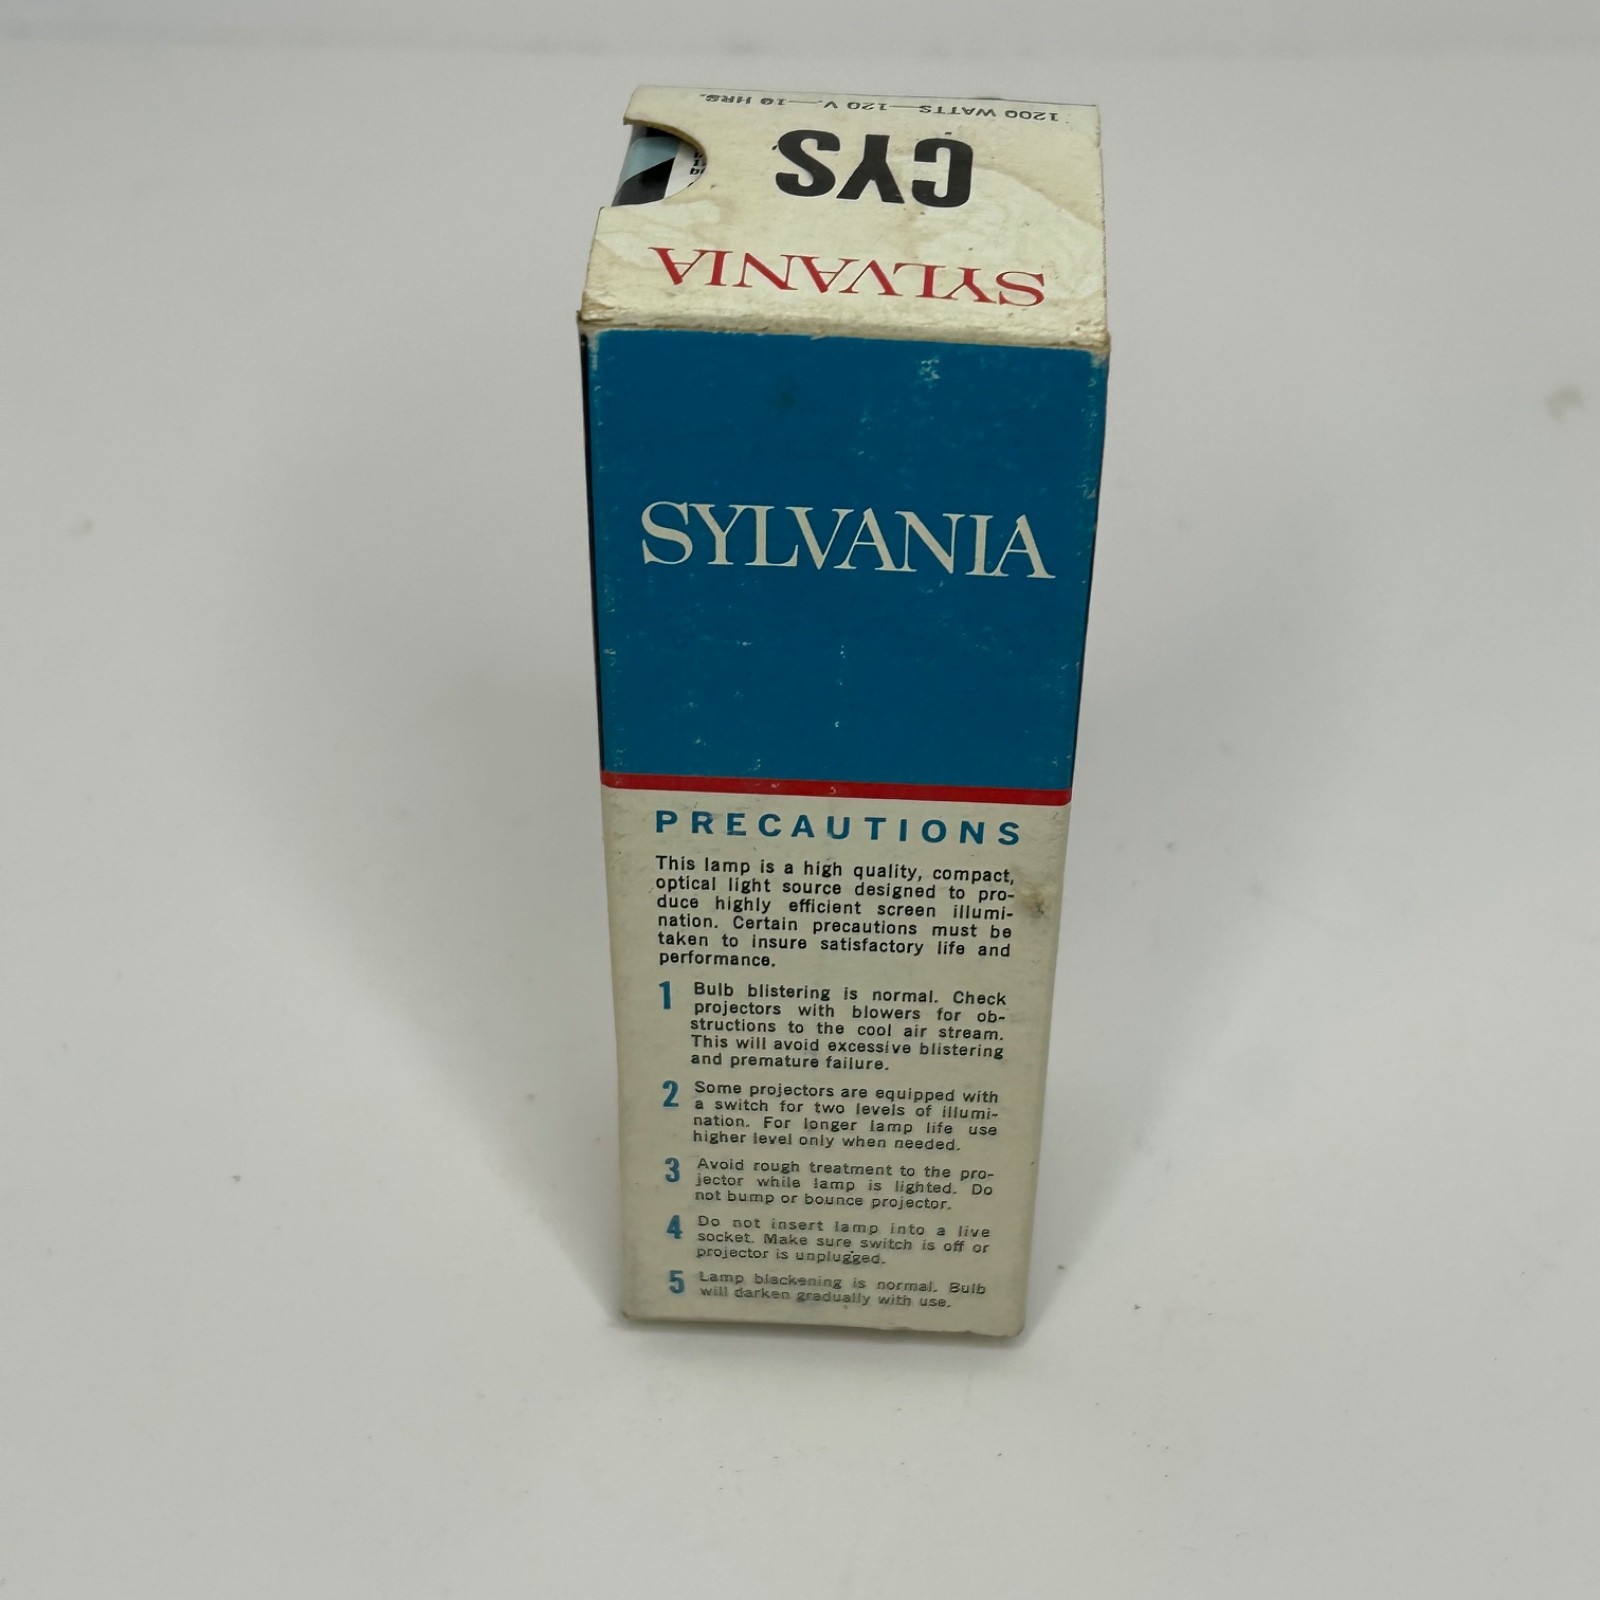 SYLVANIA
CYS
1200 WATTS—120 V.—10 HRS.
SYLVANIA
PRECAUTIONS
This lamp is a high quality, compact,
optical light source designed to pro-
duce highly efficient screen illumi-
nation. Certain precautions must be
taken to insure satisfactory life and
performance.
1 Bulb blistering is normal. Check
projectors with blowers for ob-
structions to the cool air stream.
This will avoid excessive blistering
and premature failure.
2 Some projectors are equipped with
a switch for two levels of illumi-
nation. For longer lamp life use
higher level only when needed.
3 Avoid rough treatment to the pro-
jector while lamp is lighted. Do
not bump or bounce projector.
4 Do not insert lamp into a live
socket. Make sure switch is off or
projector is unplugged.
5 Lamp blackening is normal. Bulb
will darken gradually with use.